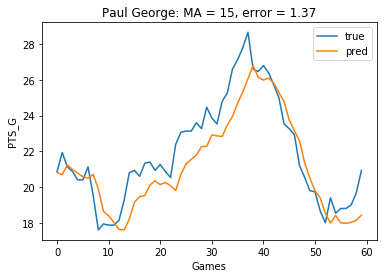 Paul George: MA = 15, error = 1.37
true
pred
PTS_G
28
26
24
22
20
18
0
10
20
30
40
50
60
Games